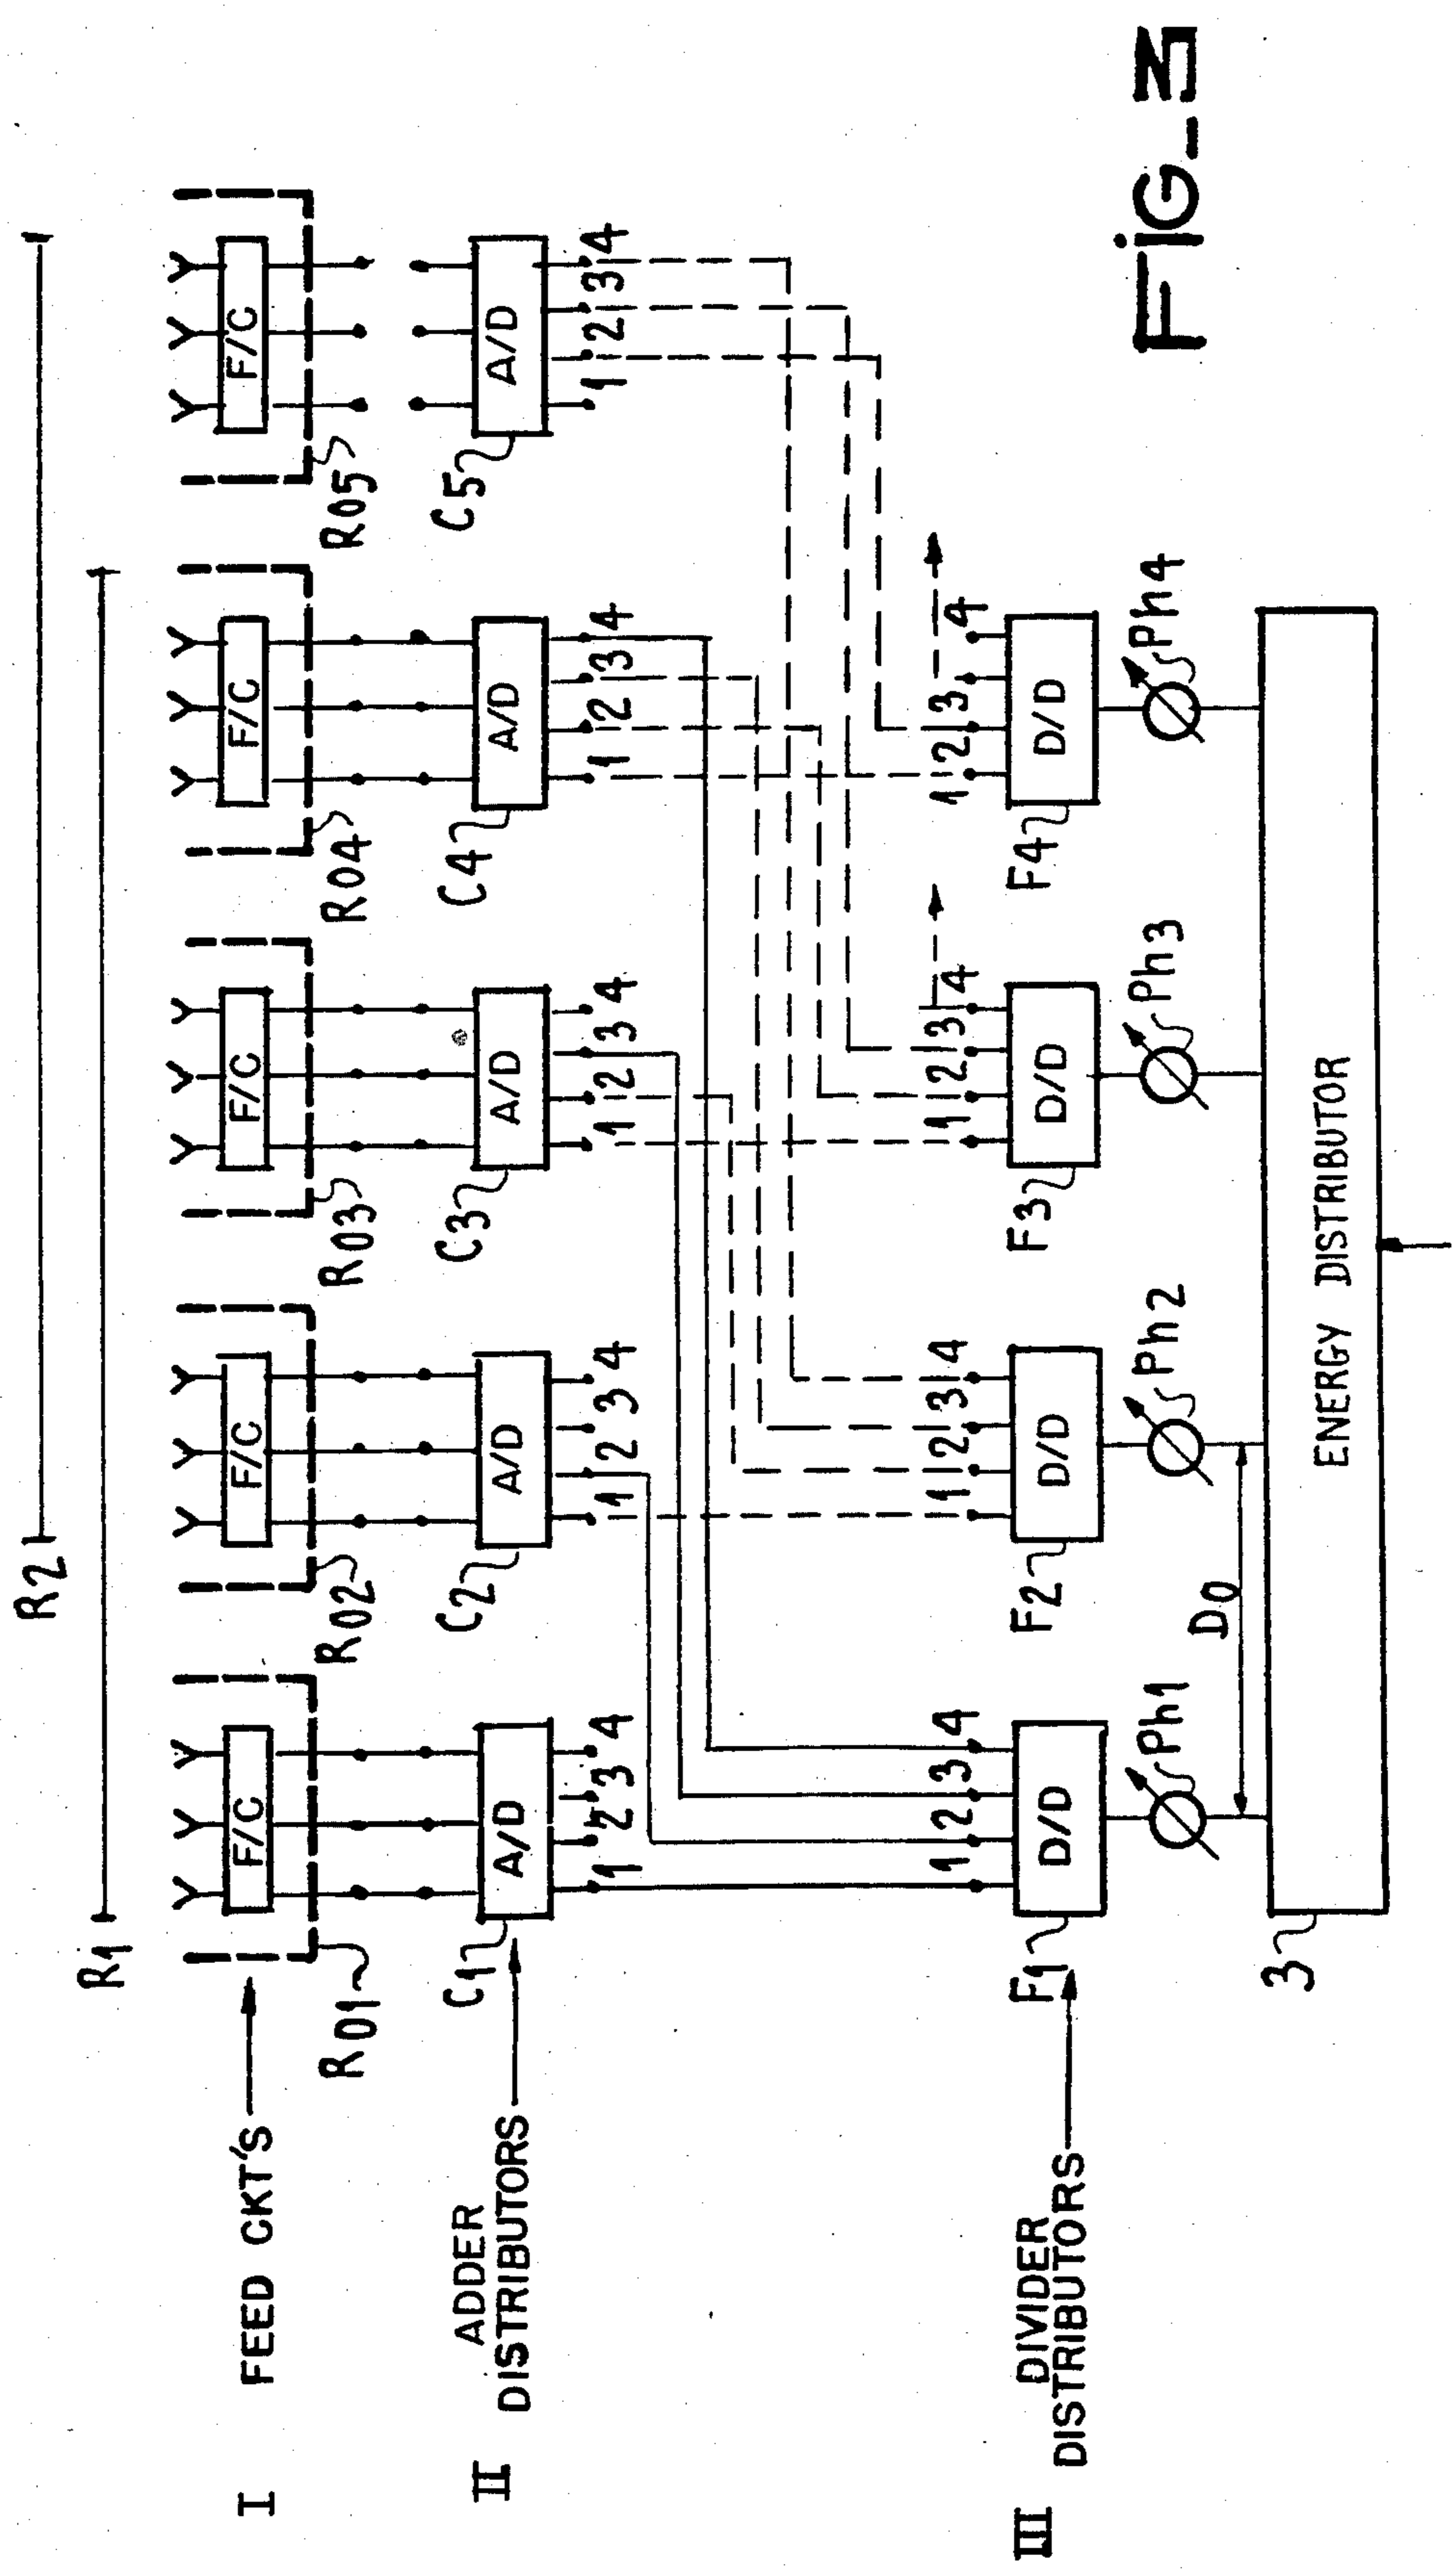 R2
R1
I FEED CKT'S
F/C F/C F/C F/C F/C
R01 R02 R03 R04 R05
II ADDER
DISTRIBUTORS
C1 C2 C3 C4 C5
A/D A/D A/D A/D A/D
1 2 3 4 1 2 3 4 1 2 3 4 1 2 3 4 1 2 3 4
1 2 3 4 1 2 3 4 1 2 3 4 1 2 3 4
III DIVIDER
DISTRIBUTORS
F1 F2 F3 F4
D/D D/D D/D D/D
Ph1 Ph2 Ph3 Ph4
D0
3
ENERGY DISTRIBUTOR
FIG_3